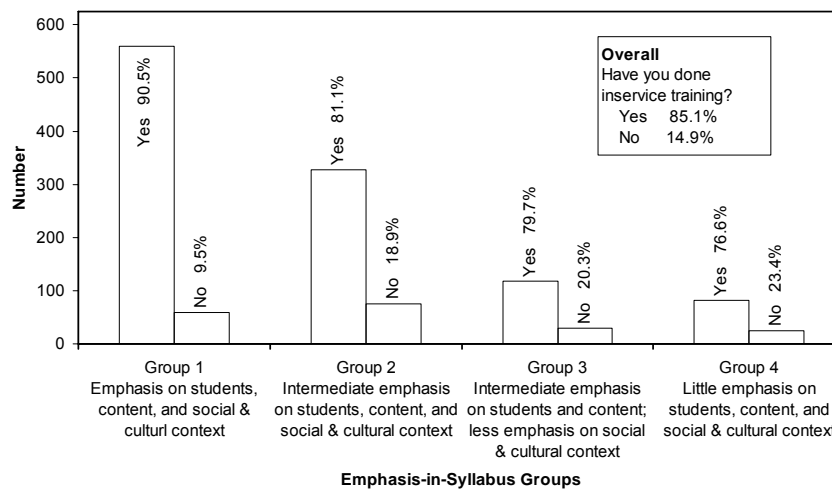 600
500
400
300
200
100
0
Number
Yes 90.5%
No 9.5%
Yes 81.1%
No 18.9%
Yes 79.7%
No 20.3%
Yes 76.6%
No 23.4%
Overall
Have you done
inservice training?
Yes 85.1%
No 14.9%
Group 1
Emphasis on students,
content, and social &
culturl context
Group 2
Intermediate emphasis
on students, content, and
social & cultural context
Group 3
Intermediate emphasis
on students and content;
less emphasis on social
& cultural context
Group 4
Little emphasis on
students, content, and
social & cultural context
Emphasis-in-Syllabus Groups